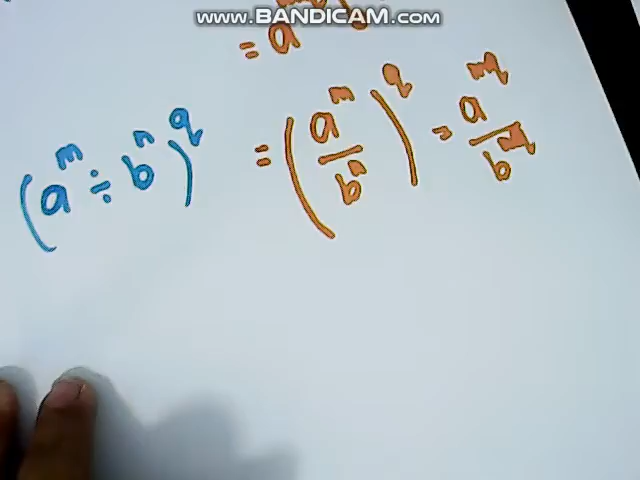 WWW.BANDICAM.COM
= a
(a^m ÷ b^n)^q = (a^m/b^n)^q =